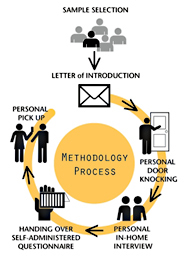 SAMPLE SELECTION
LETTER OF INTRODUCTION
PERSONAL
PICK UP
PERSONAL
DOOR
KNOCKING
METHODOLOGY
PROCESS
HANDING OVER
SELF-ADMINISTERED
QUESTIONNAIRE
PERSONAL
IN-HOME
INTERVIEW